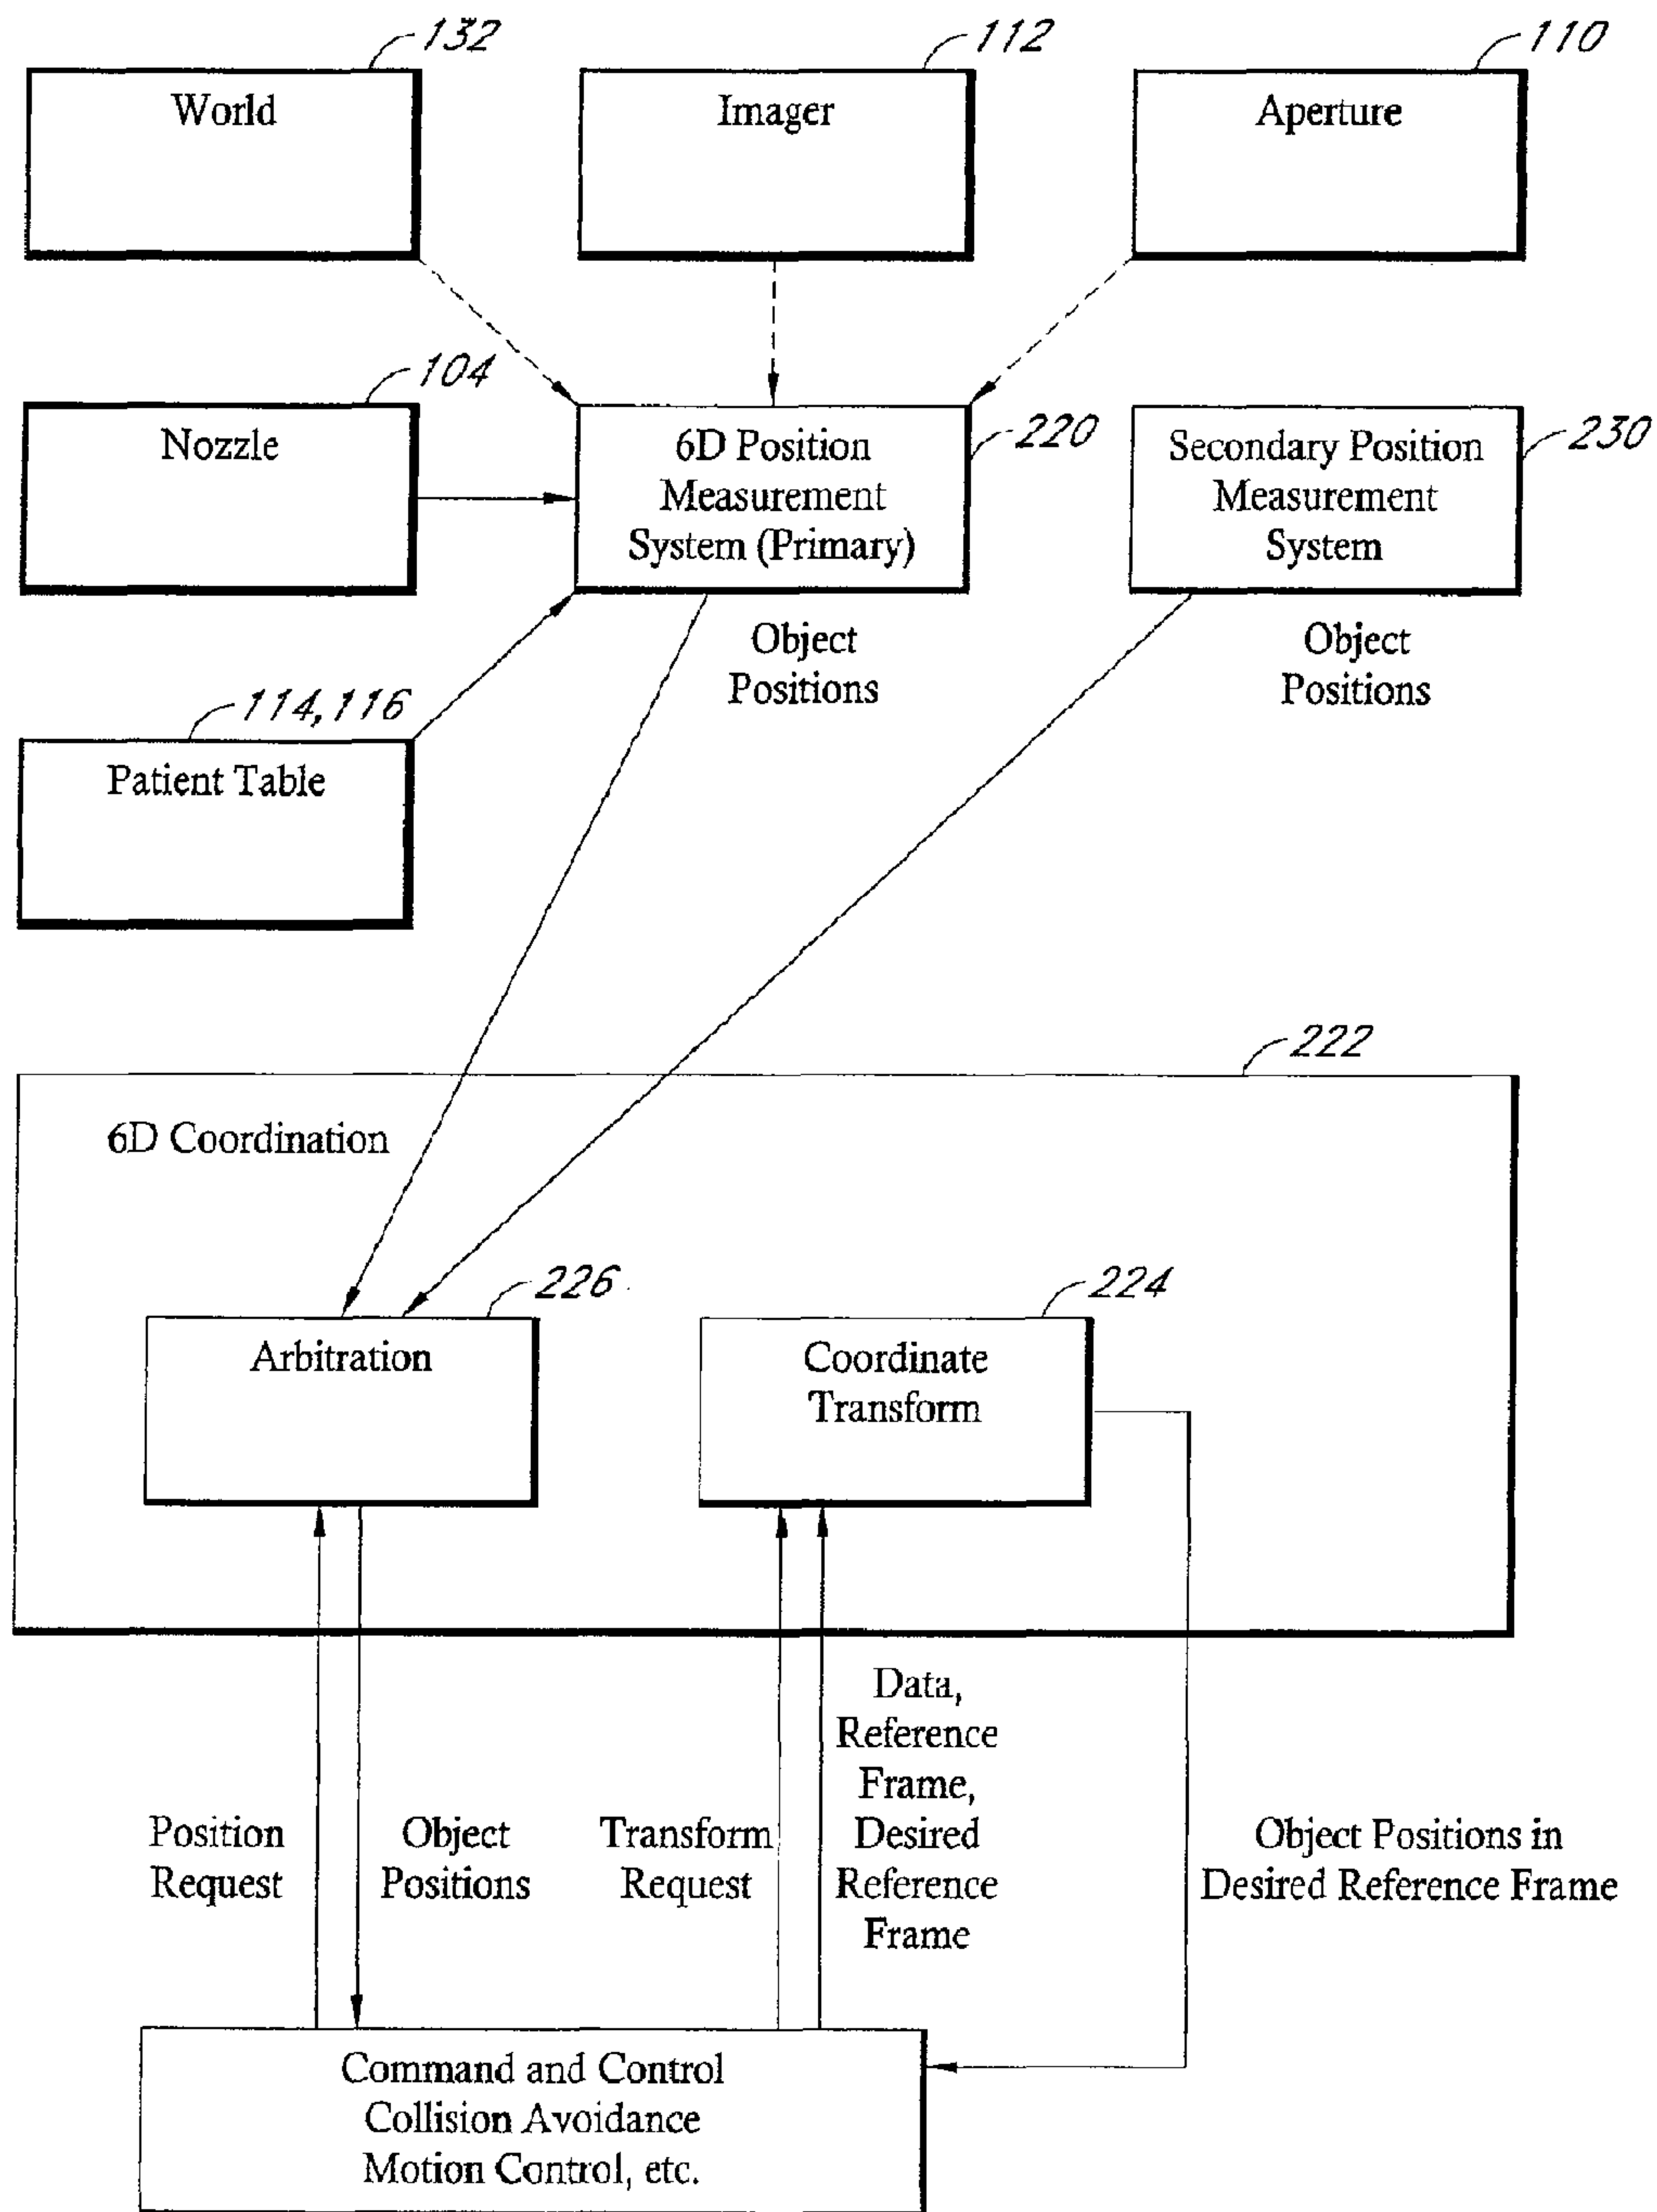 132
112
110
World
Imager
Aperture
104
Nozzle
6D Position
Measurement
System (Primary)
220
Secondary Position
Measurement
System
230
Object
Positions
Object
Positions
114, 116
Patient Table
222
6D Coordination
226
224
Arbitration
Coordinate
Transform
Position
Request
Object
Positions
Transform
Request
Data,
Reference
Frame,
Desired
Reference
Frame
Object Positions in
Desired Reference Frame
Command and Control
Collision Avoidance
Motion Control, etc.